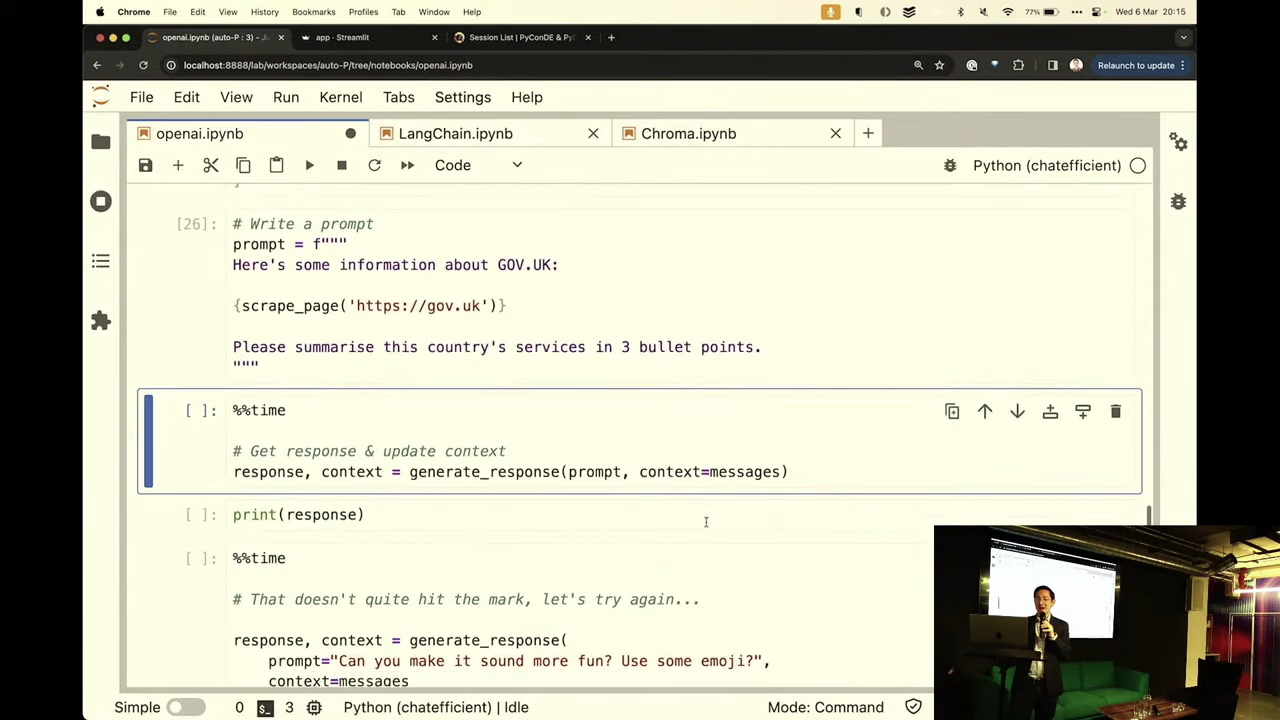 Chrome File Edit View History Bookmarks Profiles Tab Window Help 77% Wed 6 Mar 20:15
openai.ipynb (auto-P : 3) - Ju app · Streamlit Session List | PyConDE & Py
localhost:8888/lab/workspaces/auto-P/tree/notebooks/openai.ipynb Relaunch to update
File Edit View Run Kernel Tabs Settings Help
openai.ipynb LangChain.ipynb Chroma.ipynb
Code Python (chatefficient)
]
[26]: # Write a prompt
prompt = f"""
Here's some information about GOV.UK:
{scrape_page('https://gov.uk')}
Please summarise this country's services in 3 bullet points.
"""
[ ]: %%time
# Get response & update context
response, context = generate_response(prompt, context=messages)
[ ]: print(response)
[ ]: %%time
# That doesn't quite hit the mark, let's try again...
response, context = generate_response(
prompt="Can you make it sound more fun? Use some emoji?",
context=messages
Simple 0 3 Python (chatefficient) | Idle Mode: Command